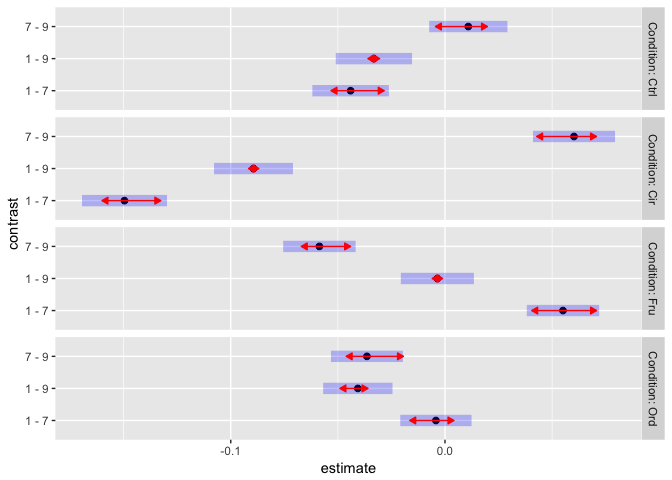 contrast
7 - 9
1 - 9
1 - 7
Condition: Ctrl
7 - 9
1 - 9
1 - 7
Condition: Cir
7 - 9
1 - 9
1 - 7
Condition: Fru
7 - 9
1 - 9
1 - 7
Condition: Ord
-0.1 0.0
estimate